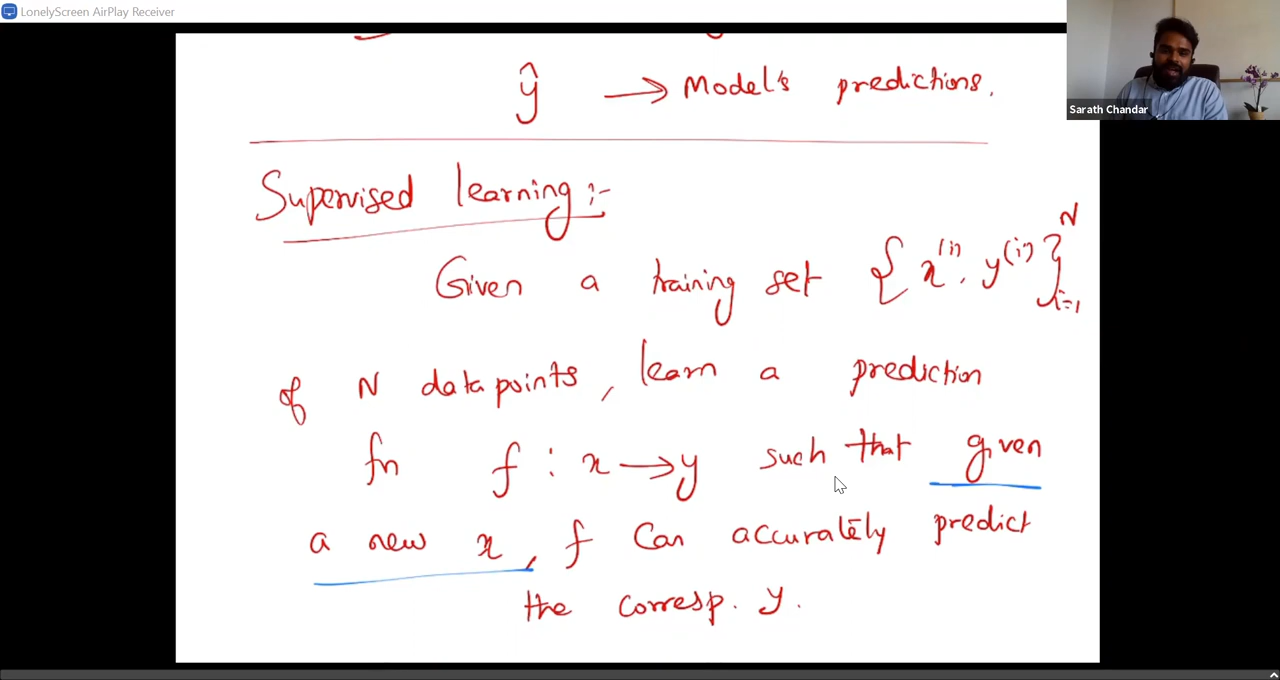 LonelyScreen AirPlay Receiver
Sarath Chandar
ŷ → Model's predictions.
Supervised learning :-
Given a training set {x^(i), y^(i)}_{i=1}^N
of N datapoints, learn a prediction
fn f : x → y such that given
a new x, f can accurately predict
the corresp. y.